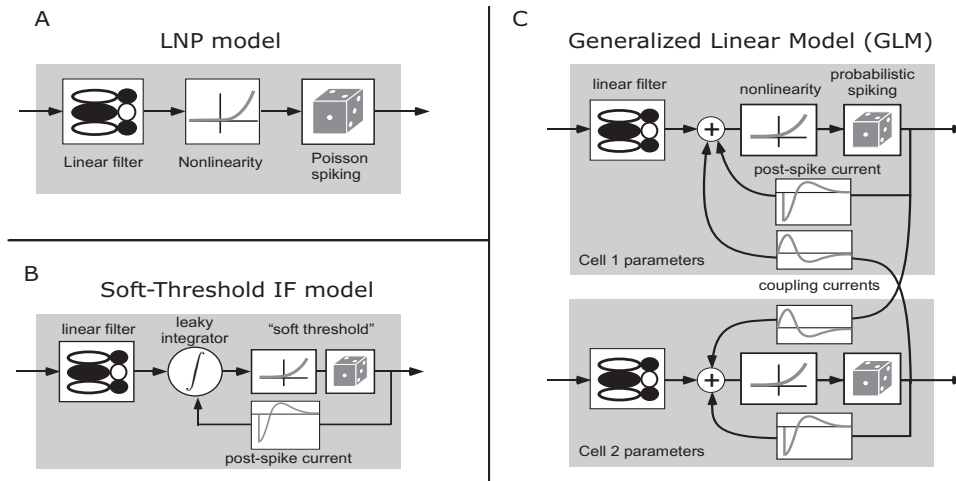 A
LNP model
Linear filter
Nonlinearity
Poisson
spiking
B
Soft-Threshold IF model
linear filter
leaky
integrator
“soft threshold”
∫
post-spike current
C
Generalized Linear Model (GLM)
linear filter
nonlinearity
probabilistic
spiking
+
post-spike current
Cell 1 parameters
coupling currents
+
Cell 2 parameters